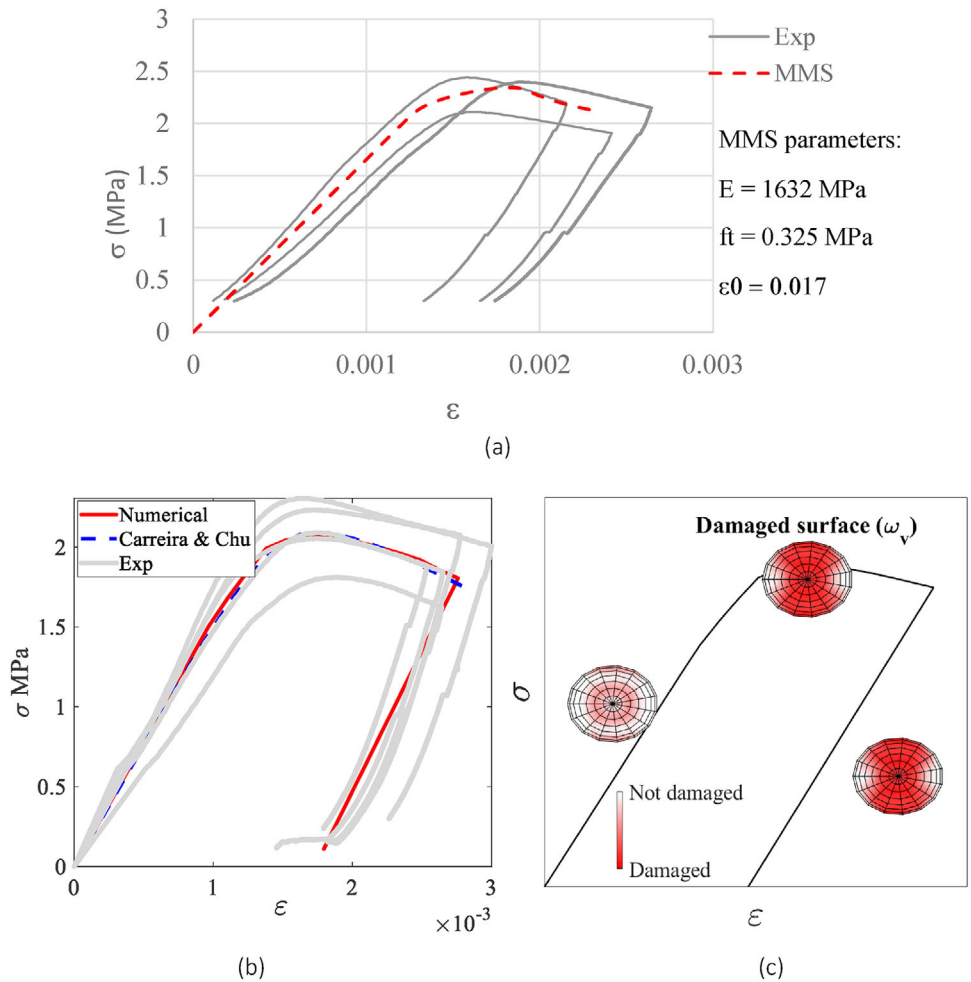 3
Exp
MMS
2.5
2
MMS parameters:
1.5
E = 1632 MPa
σ (MPa)
1
ft = 0.325 MPa
0.5
ε0 = 0.017
0
0
0.001
0.002
0.003
ε
(a)
Numerical
Carreira & Chu
Exp
2
1.5
σ MPa
1
0.5
0
0
1
2
3
ε
×10⁻³
(b)
Damaged surface (ωᵥ)
σ
Not damaged
Damaged
ε
(c)